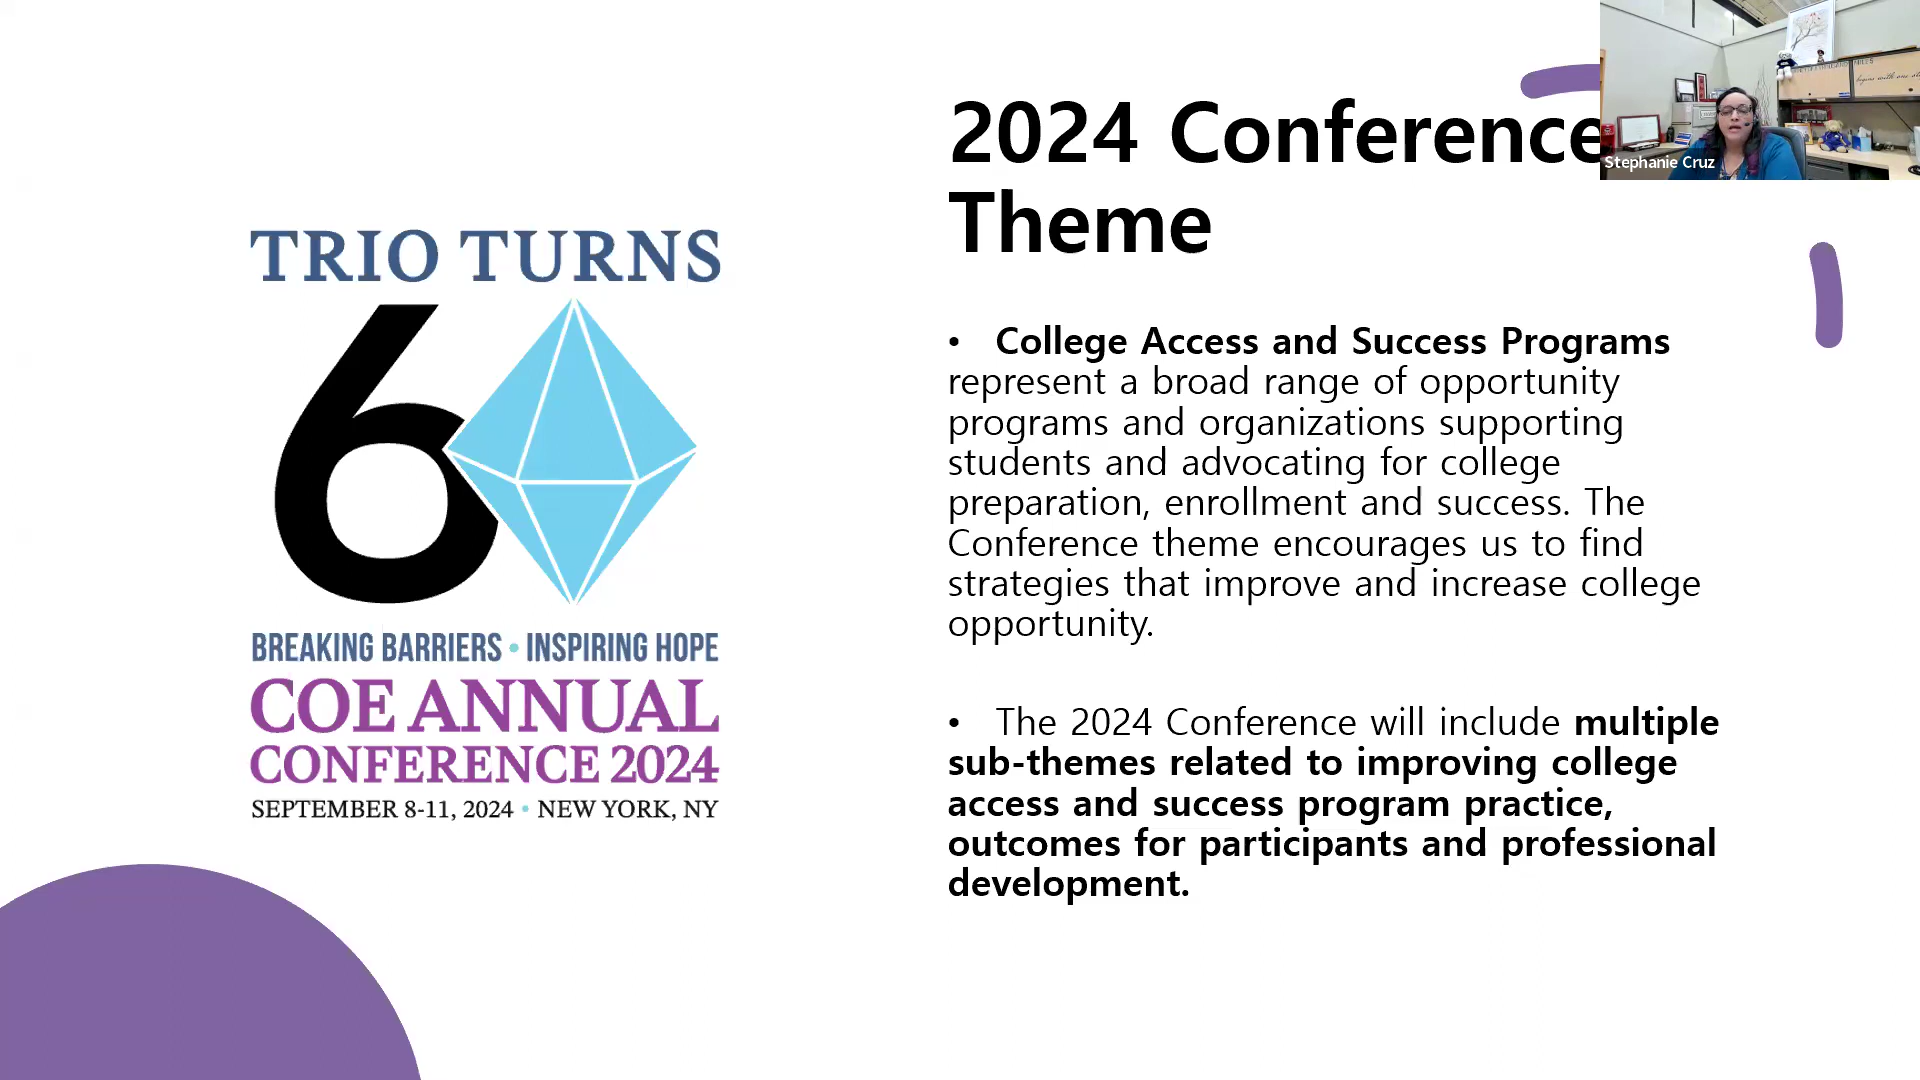 TRIO TURNS
60
BREAKING BARRIERS • INSPIRING HOPE
COE ANNUAL
CONFERENCE 2024
SEPTEMBER 8-11, 2024 • NEW YORK, NY
2024 Conference
Theme
• College Access and Success Programs
represent a broad range of opportunity
programs and organizations supporting
students and advocating for college
preparation, enrollment and success. The
Conference theme encourages us to find
strategies that improve and increase college
opportunity.
• The 2024 Conference will include multiple
sub-themes related to improving college
access and success program practice,
outcomes for participants and professional
development.
Stephanie Cruz